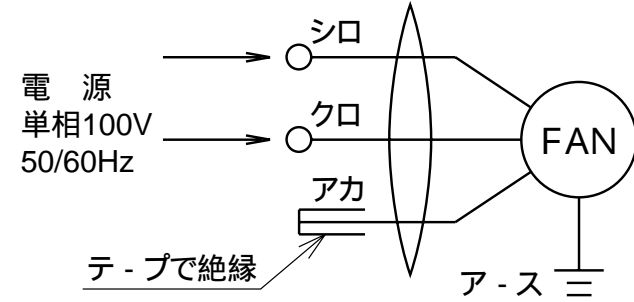 シロ
電　源
単相100V
50/60Hz
クロ
FAN
アカ
テ-プで絶縁
ア-ス